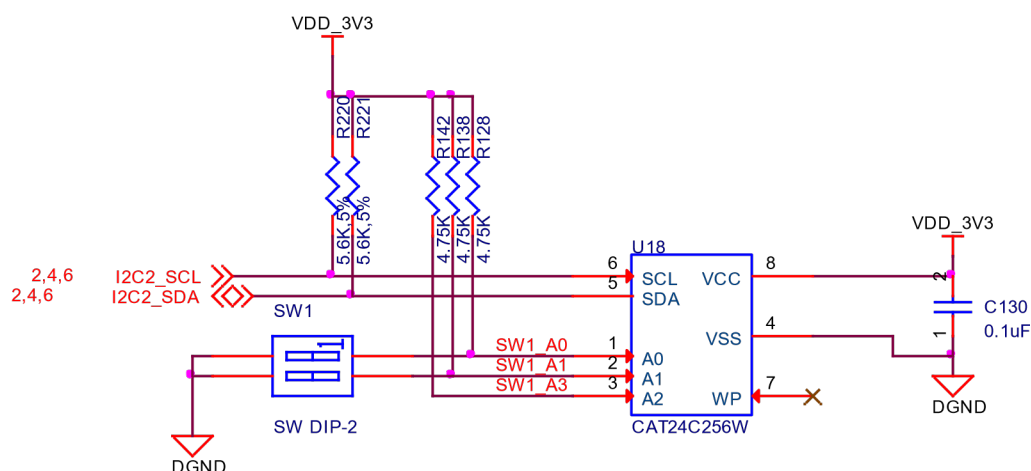 VDD_3V3
R220
R221
R142
R138
R128
5.6K,5%
5.6K,5%
4.75K
4.75K
4.75K
VDD_3V3
U18
2,4,6 I2C2_SCL 6 SCL VCC 8 2
2,4,6 I2C2_SDA 5 SDA
SW1
C130
0.1uF
1
VSS 4
1
SW1_A0 1 A0
SW1_A1 2 A1
SW1_A3 3 A2 WP 7
DGND
SW DIP-2
CAT24C256W
DGND